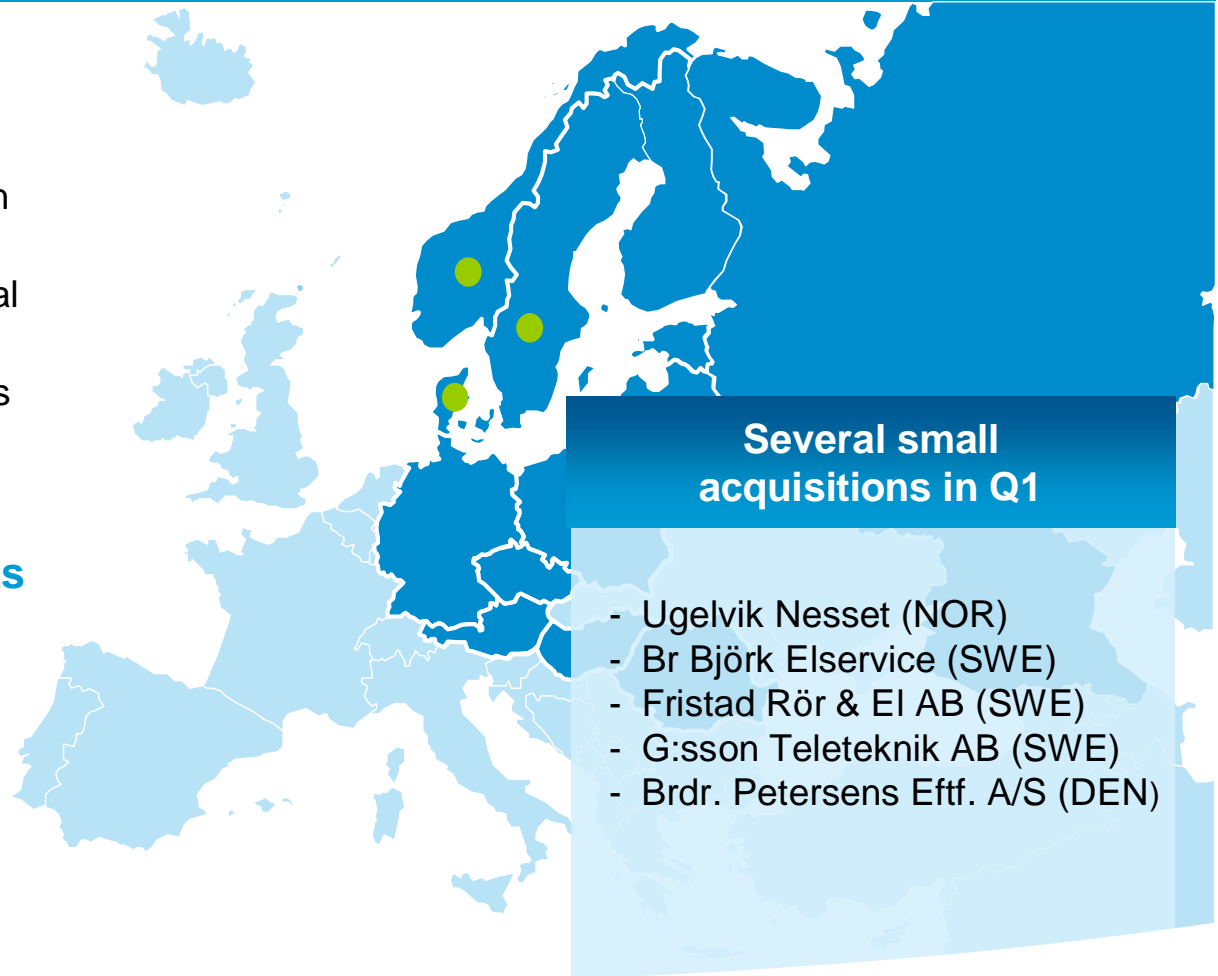 Several small
acquisitions in Q1
- Ugelvik Nesset (NOR)
- Br Björk Elservice (SWE)
- Fristad Rör & El AB (SWE)
- G:sson Teleteknik AB (SWE)
- Brdr. Petersens Eftf. A/S (DEN)